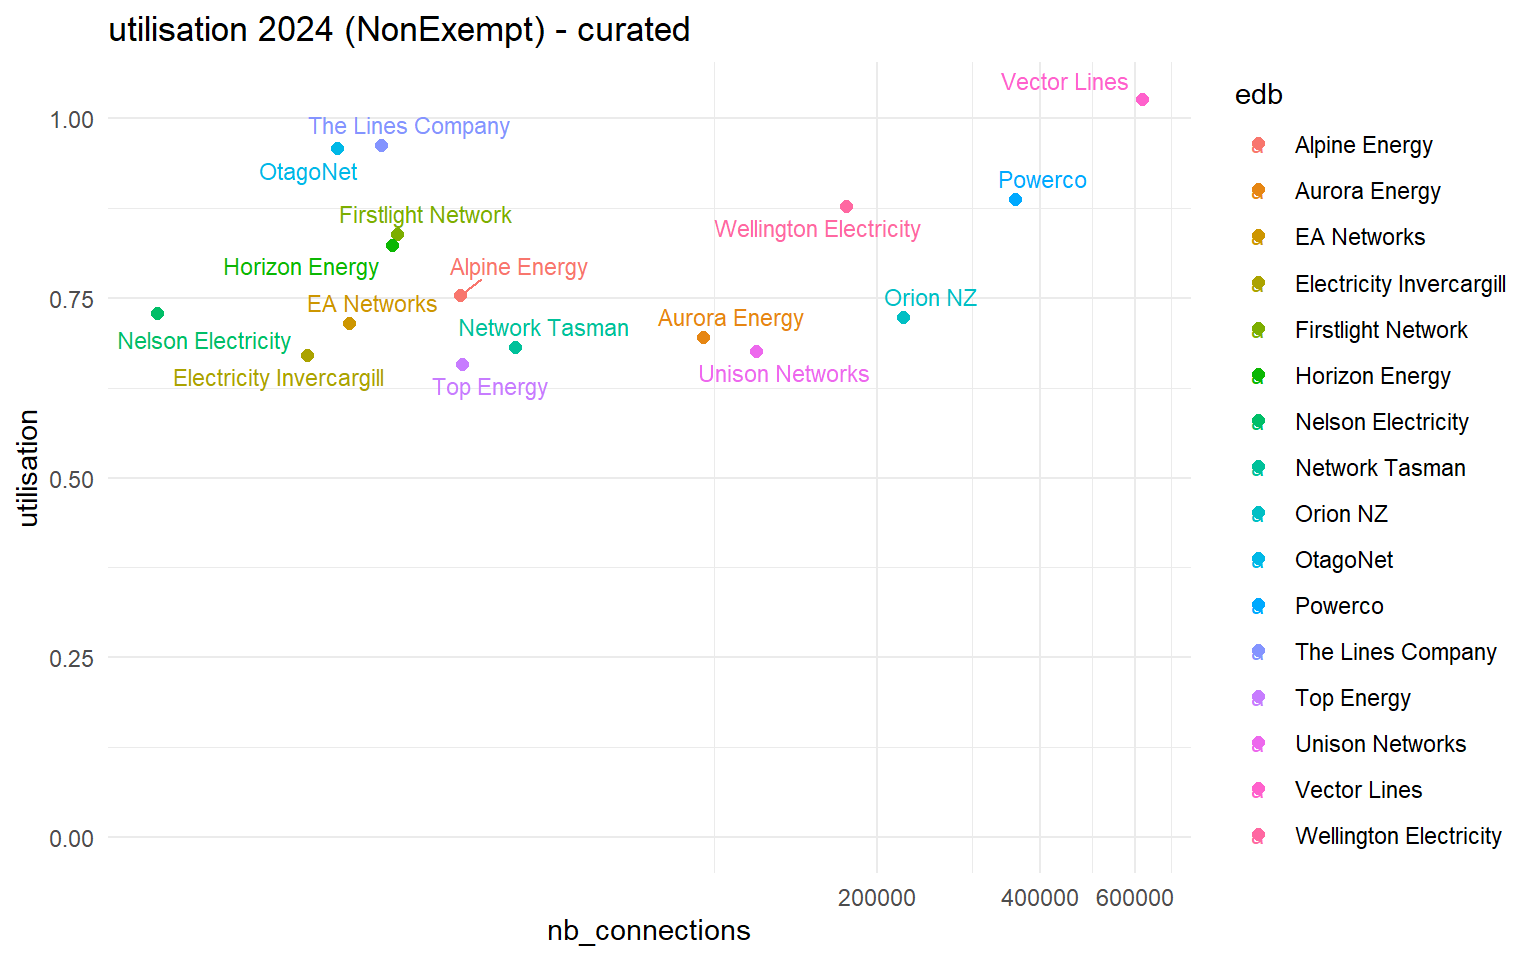 utilisation 2024 (NonExempt) - curated
Vector Lines
The Lines Company
OtagoNet
Powerco
Firstlight Network
Wellington Electricity
Horizon Energy
Alpine Energy
EA Networks
Orion NZ
Aurora Energy
Network Tasman
Nelson Electricity
Unison Networks
Electricity Invercargill
Top Energy
1.00
0.75
0.50
0.25
0.00
utilisation
200000
400000
600000
nb_connections
edb
Alpine Energy
Aurora Energy
EA Networks
Electricity Invercargill
Firstlight Network
Horizon Energy
Nelson Electricity
Network Tasman
Orion NZ
OtagoNet
Powerco
The Lines Company
Top Energy
Unison Networks
Vector Lines
Wellington Electricity